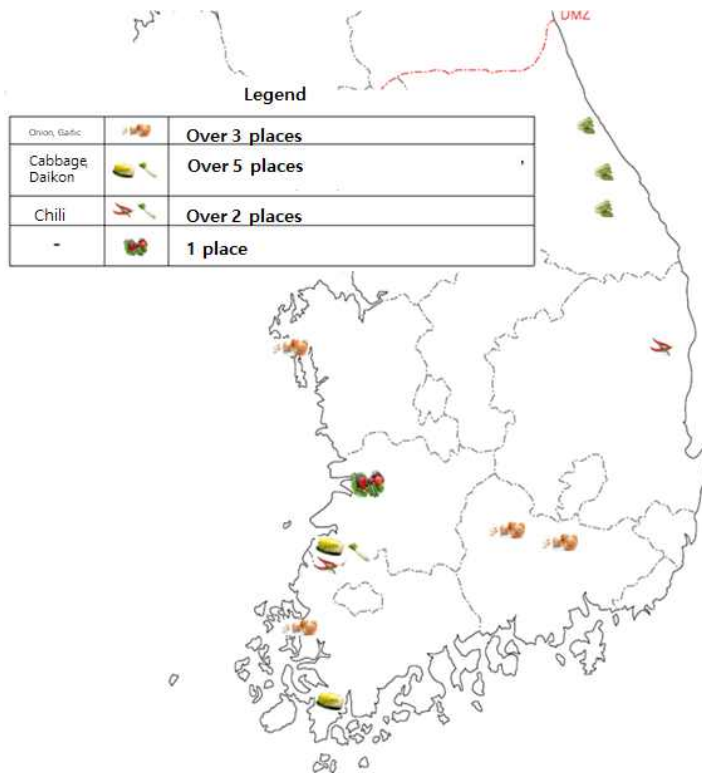 DMZ
Legend
Onion, Garlic
Over 3 places
Cabbage,
Daikon
Over 5 places
Chili
Over 2 places
-
1 place